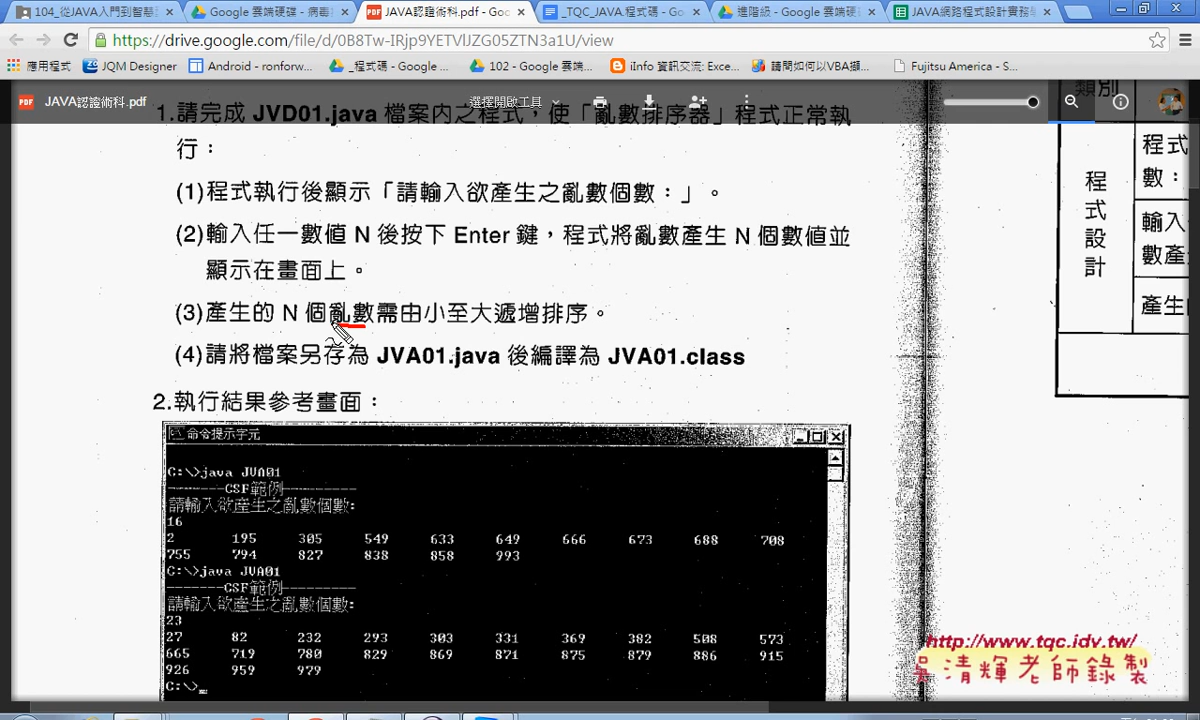 104_從JAVA入門到智慧
Google 雲端硬碟 - 病毒
JAVA認證術科.pdf - Goo
_TQC_JAVA.程式碼 - Go
進階級 - Google 雲端硬
JAVA網路程式設計實務
https://drive.google.com/file/d/0B8Tw-IRjp9YETVlJZG05ZTN3a1U/view
應用程式
JQM Designer
Android - ronforw...
_程式碼 - Google ...
102 - Google 雲端...
iInfo 資訊交流: Exce...
請問如何以VBA擷...
Fujitsu America - S...
PDF JAVA認證術科.pdf
選擇開啟工具
1.請完成 JVD01.java 檔案內之程式，使「亂數排序器」程式正常執
行：
(1)程式執行後顯示「請輸入欲產生之亂數個數：」。
(2)輸入任一數值 N 後按下 Enter 鍵，程式將亂數產生 N 個數值並
顯示在畫面上。
(3)產生的 N 個亂數需由小至大遞增排序。
(4)請將檔案另存為 JVA01.java 後編譯為 JVA01.class
2.執行結果參考畫面：
命令提示字元
C:\>java JVA01
-------CSF範例----------
請輸入欲產生之亂數個數:
16
2 195 305 549 633 649 666 673 688 708
755 794 827 838 858 993
C:\>java JVA01
-------CSF範例----------
請輸入欲產生之亂數個數:
23
27 82 232 293 303 331 369 382 508 573
665 719 780 829 869 871 875 879 886 915
926 959 979
C:\>_
類別
程式設計
程式
數：
輸入
數產
產生
http://www.tqc.idv.tw/
吳清輝老師錄製